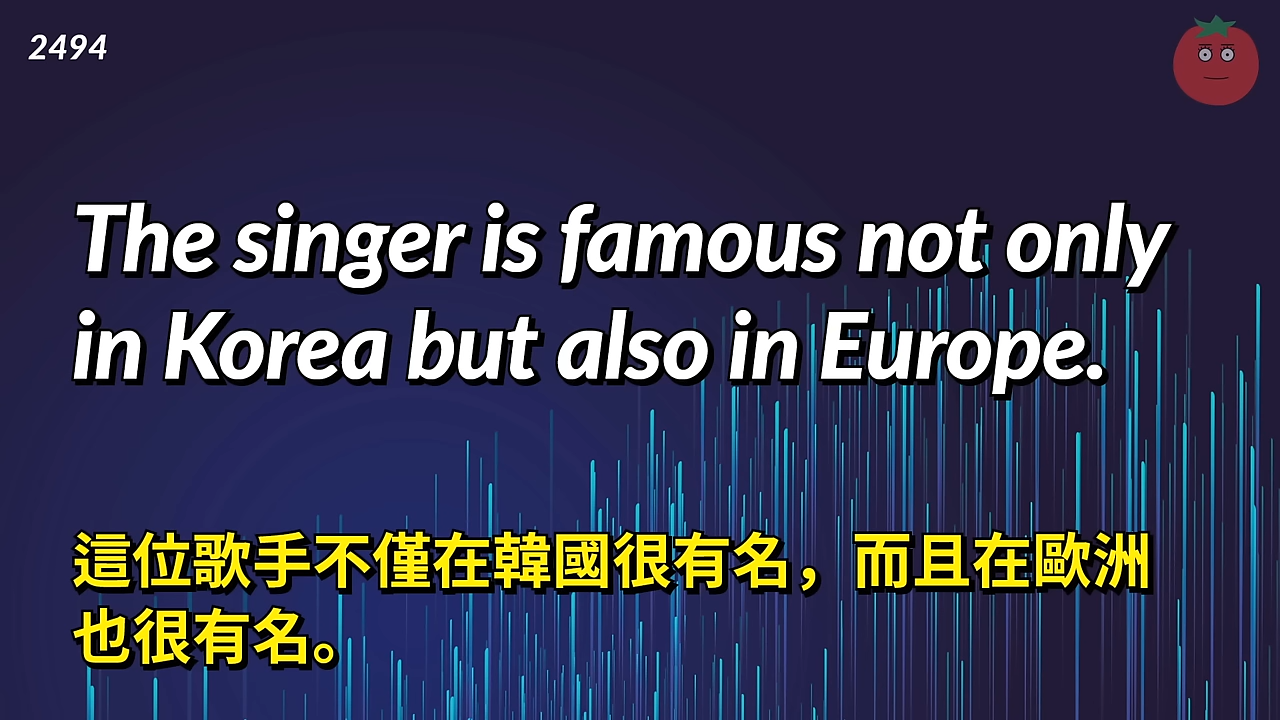 2494
The singer is famous not only
in Korea but also in Europe.
這位歌手不僅在韓國很有名，而且在歐洲
也很有名。